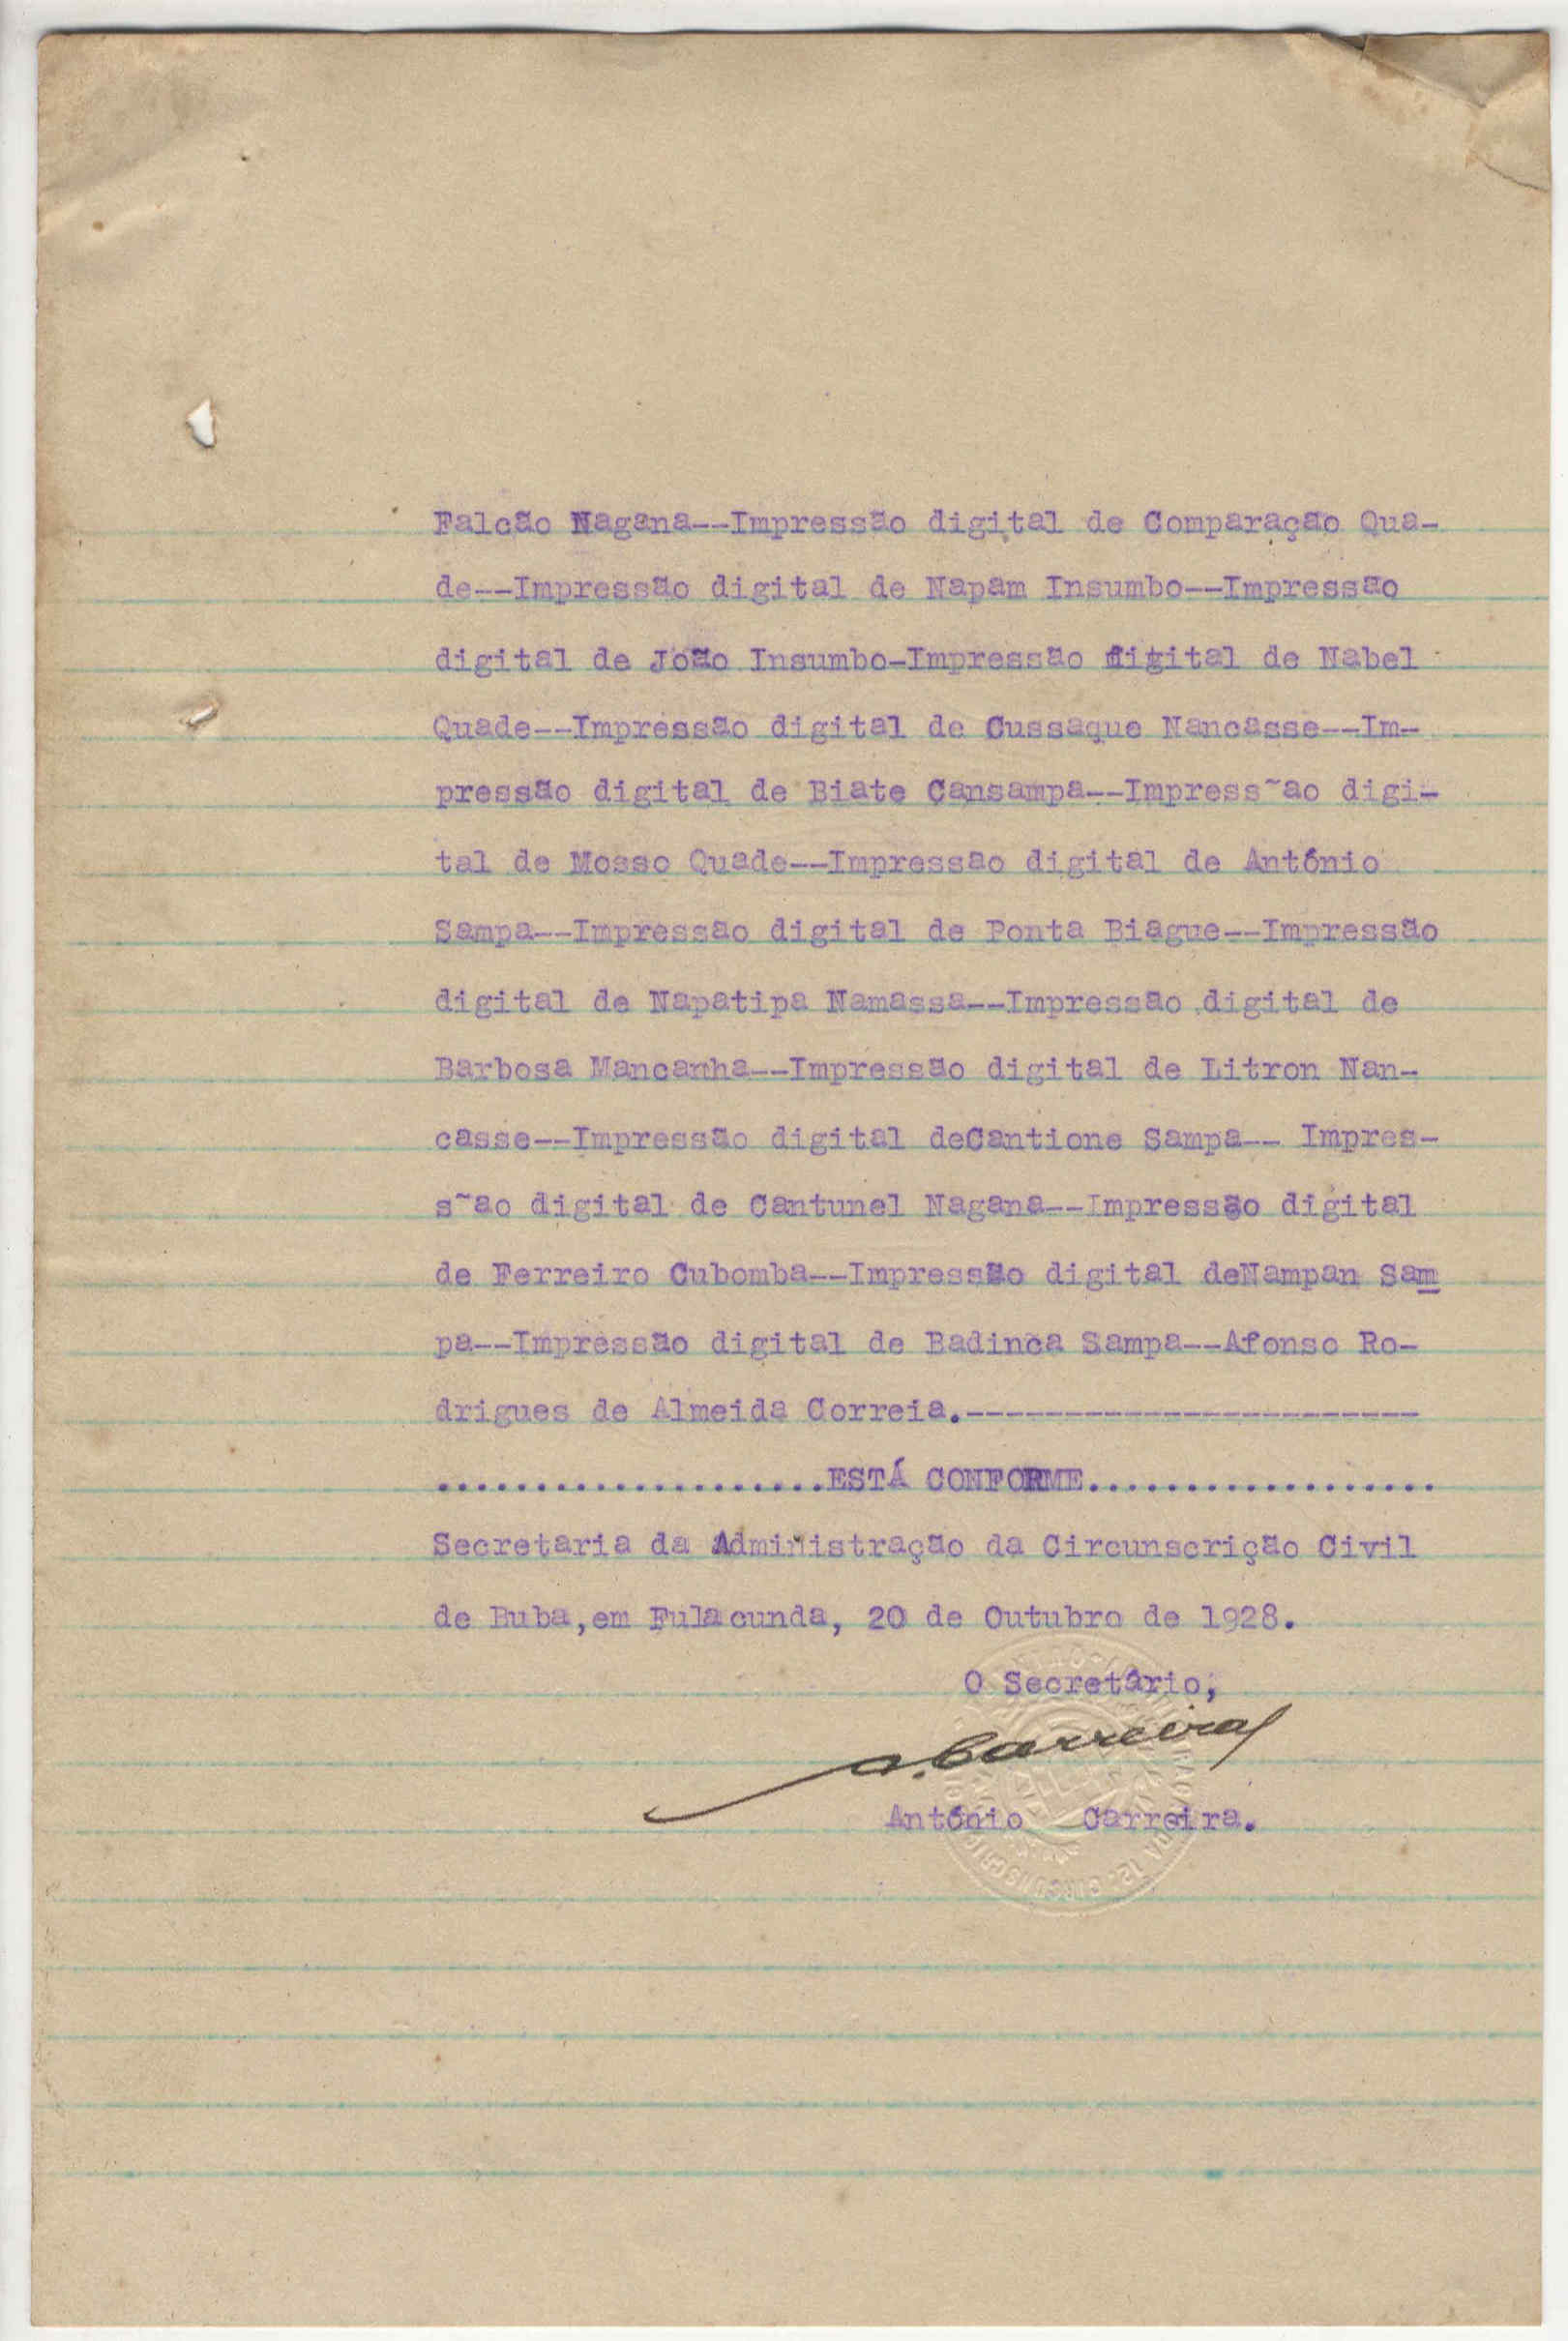 Falcão Nagana--Impressão digital de Comparação Qua-
de--Impressão digital de Napam Insumbo--Impressão
digital de João Insumbo-Impressão digital de Nabel
Quade--Impressão digital de Cussaque Nancasse--Im-
pressão digital de Biate Cansampa--Impress~ao digi-
tal de Mosso Quade--Impressao digital de António
Sampa--Impressao digital de Ponta Biague--Impressão
digital de Napatipa Namassa--Impressão digital de
Barbosa Mancanha--Impressão digital de Litron Nan-
casse--Impressão digital deCantione Sampa-- Impres-
s~ao digital de Cantunel Nagana--Impressão digital
de Ferreiro Cubomba--Impressão digital deNampan Sam
pa--Impressão digital de Badinca Sampa--Afonso Ro-
drigues de Almeida Correia.-----------------------
....................ESTÁ CONFORME..................
Secretaria da Administração da Circunscrição Civil
de Buba,em Fulacunda, 20 de Outubro de 1928.
O Secretário,
A. Carreira
António Carreira.